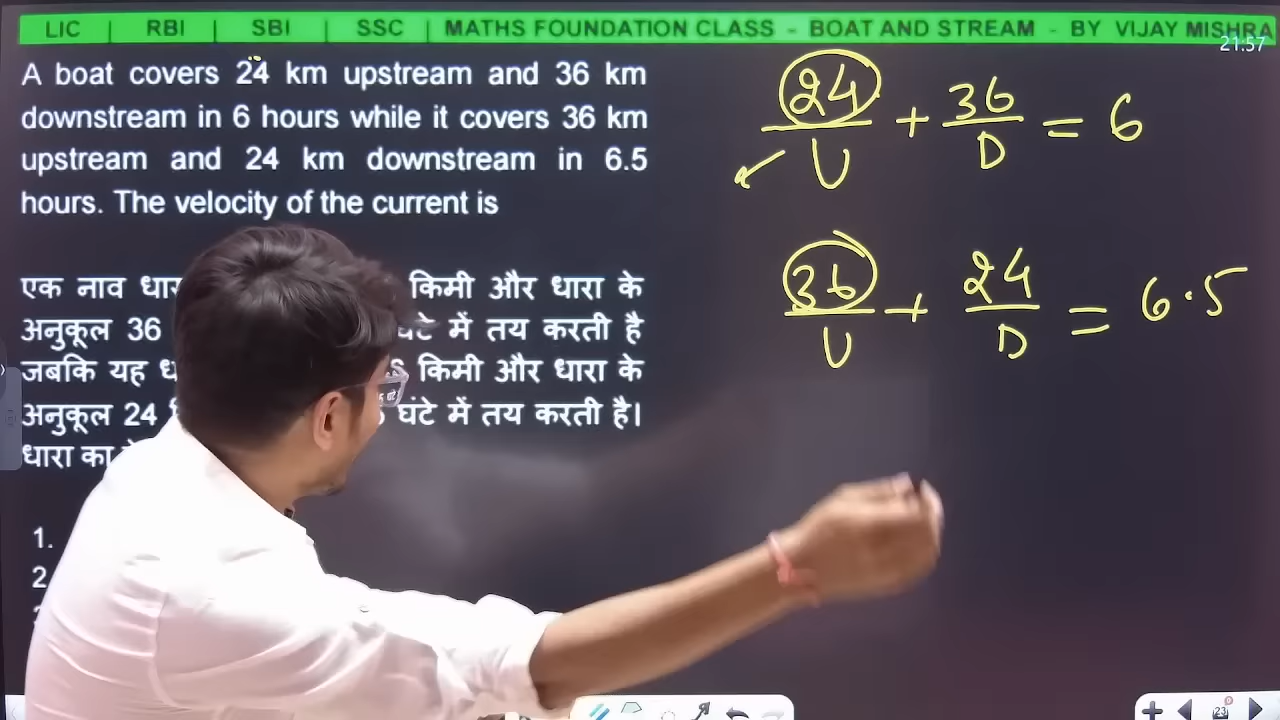 LIC | RBI | SBI | SSC | MATHS FOUNDATION CLASS - BOAT AND STREAM - BY VIJAY MISHRA
21:57
A boat covers 24 km upstream and 36 km
downstream in 6 hours while it covers 36 km
upstream and 24 km downstream in 6.5
hours. The velocity of the current is
एक नाव किमी और धारा के
अनुकूल 36 में तय करती है
जबकि यह किमी और धारा के
अनुकूल 24 घंटे में तय करती है।
धारा का
1.
2.
24/U + 36/D = 6
36/U + 24/D = 6.5
23